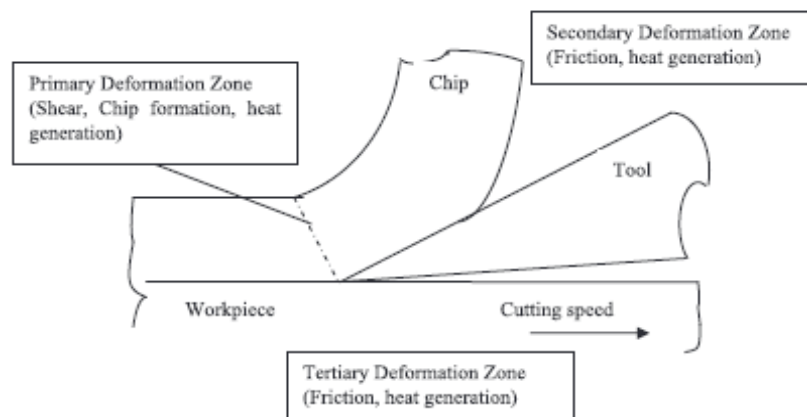 Secondary Deformation Zone
(Friction, heat generation)
Primary Deformation Zone
(Shear, Chip formation, heat
generation)
Chip
Tool
Workpiece
Cutting speed
Tertiary Deformation Zone
(Friction, heat generation)